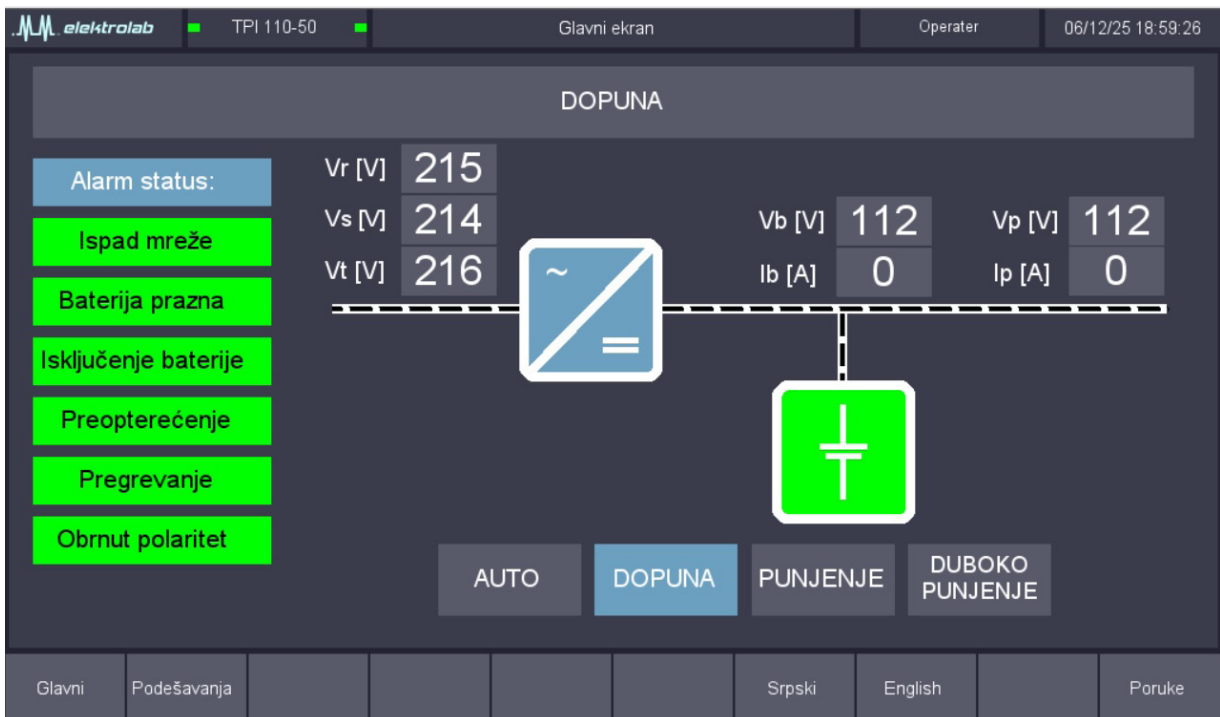 elektrolab TPI 110-50 Glavni ekran Operater 06/12/25 18:59:26
DOPUNA
Alarm status:
Ispad mreže
Baterija prazna
Isključenje baterije
Preopterećenje
Pregrevanje
Obrnut polaritet
Vr [V] 215
Vs [V] 214
Vt [V] 216
~
Vb [V] 112 Vp [V] 112
Ib [A] 0 Ip [A] 0
AUTO DOPUNA PUNJENJE DUBOKO
PUNJENJE
Glavni Podešavanja Srpski English Poruke